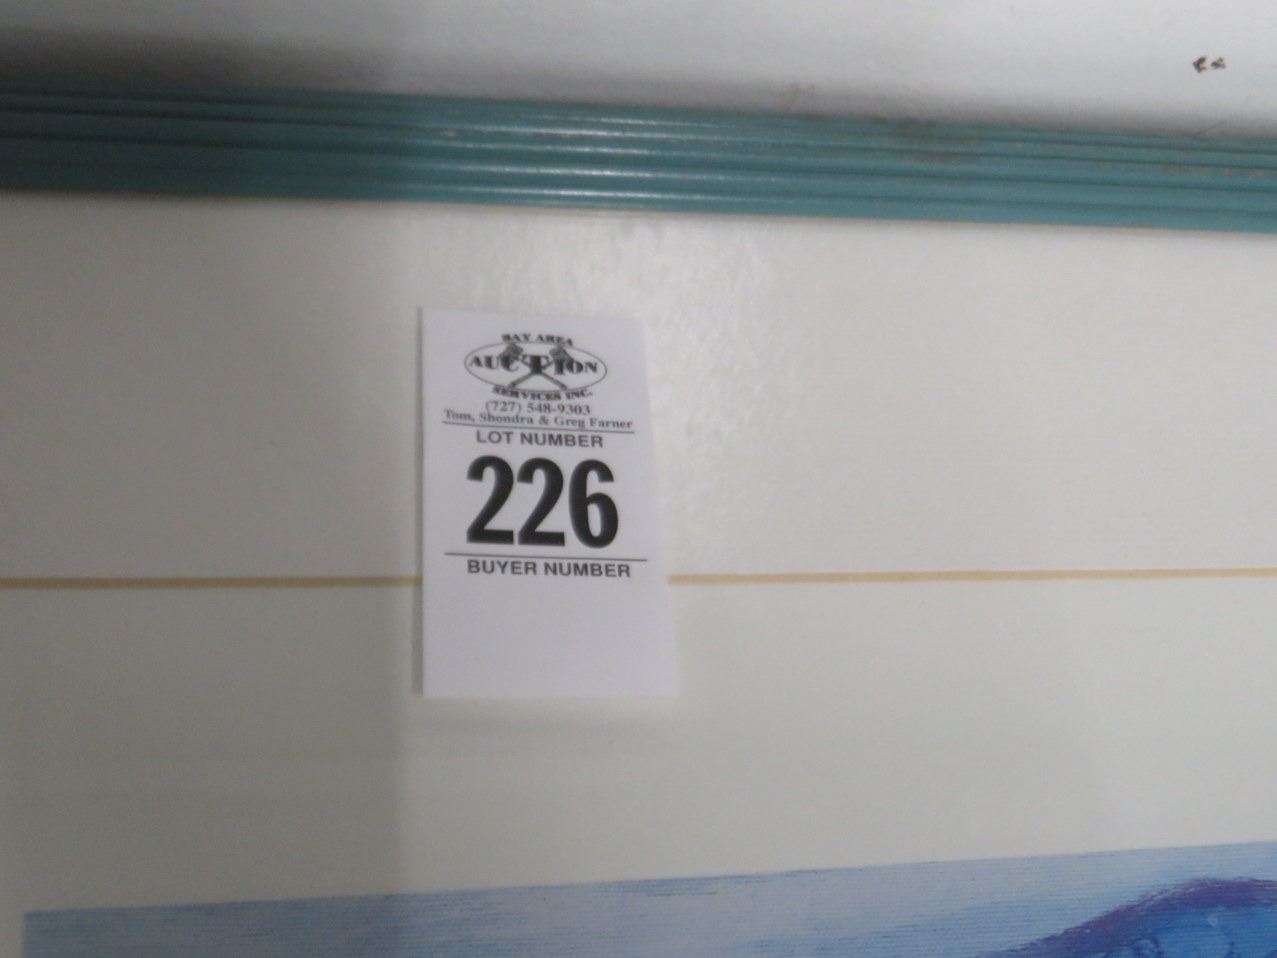 BAY AREA
AUCTION
SERVICES INC.
(727) 548-9303
Tom, Shondra & Greg Farner
LOT NUMBER
226
BUYER NUMBER